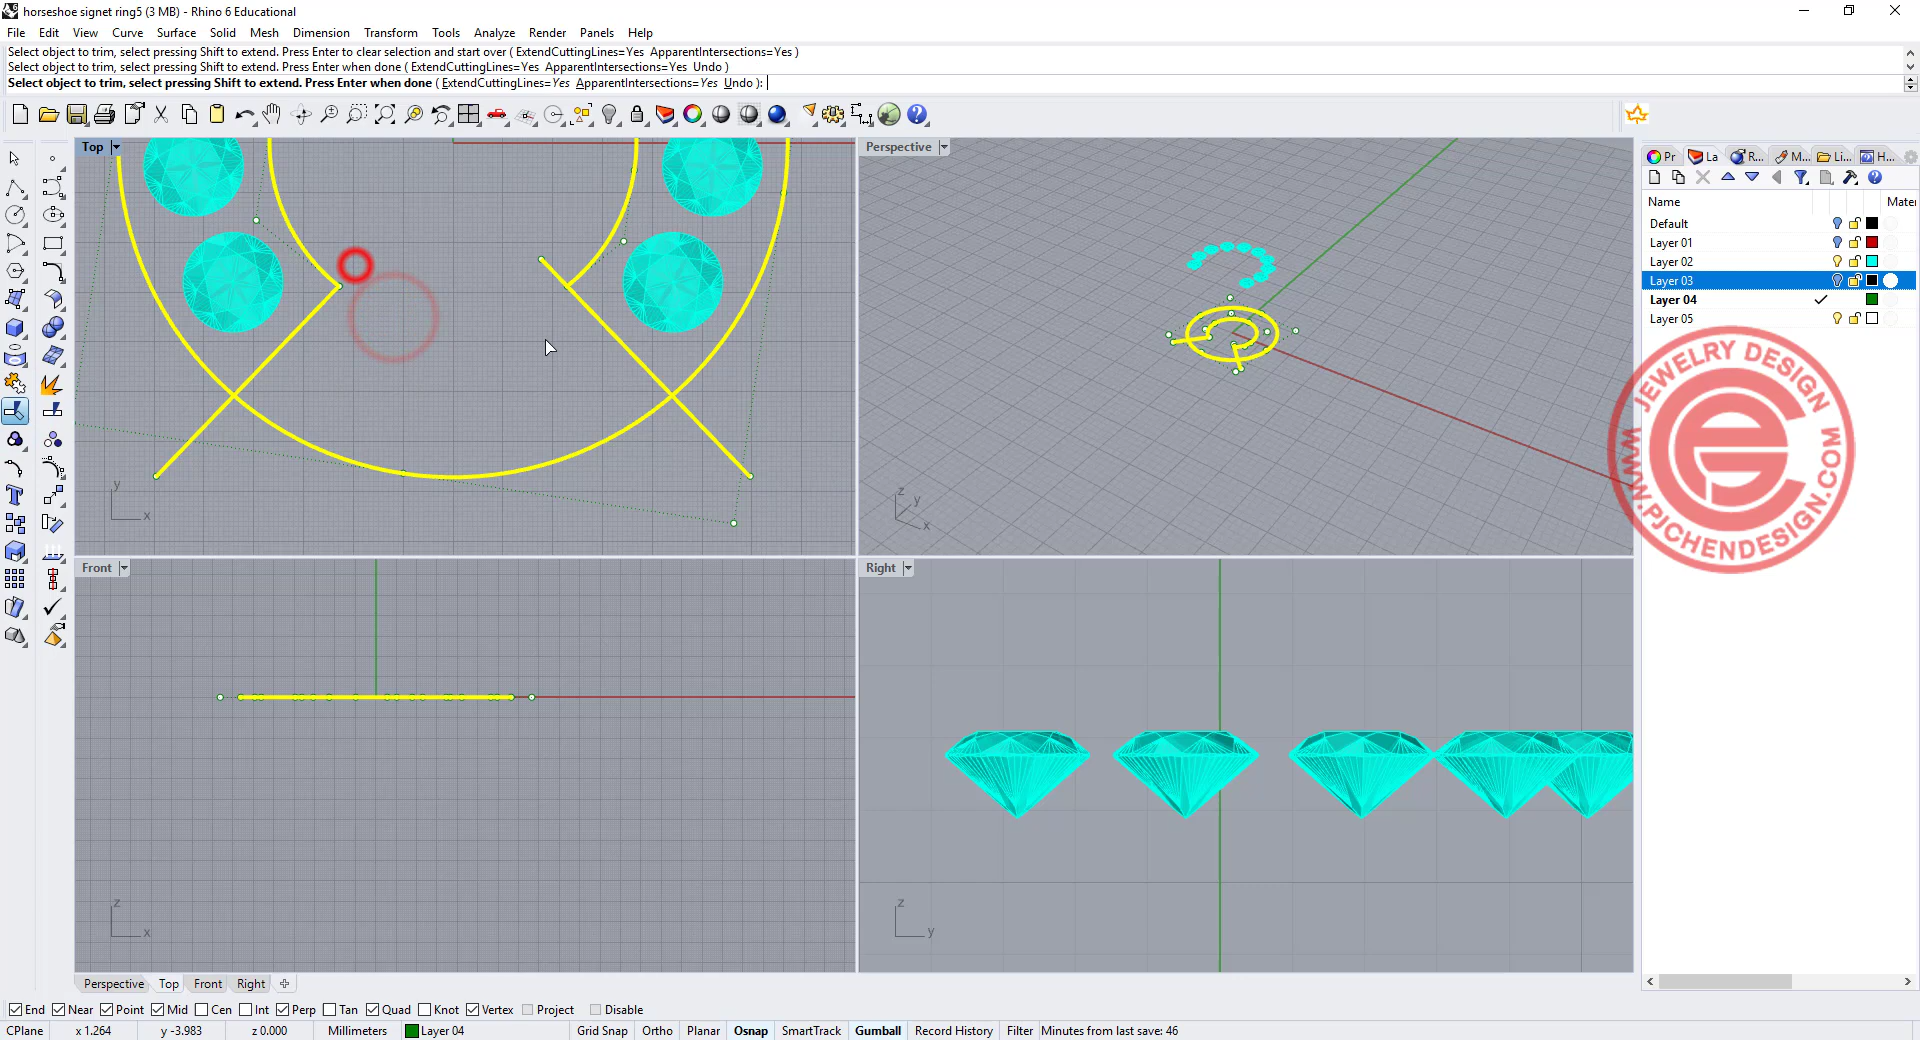 horseshoe signet ring5 (3 MB) - Rhino 6 Educational
File Edit View Curve Surface Solid Mesh Dimension Transform Tools Analyze Render Panels Help
Select object to trim, select pressing Shift to extend. Press Enter to clear selection and start over ( ExtendCuttingLines=Yes ApparentIntersections=Yes )
Select object to trim, select pressing Shift to extend. Press Enter when done ( ExtendCuttingLines=Yes ApparentIntersections=Yes Undo )
Select object to trim, select pressing Shift to extend. Press Enter when done ( ExtendCuttingLines=Yes ApparentIntersections=Yes Undo ):
Top
Perspective
Pr La R... M... Li... H...
Name Mater
Default
Layer 01
Layer 02
Layer 03
Layer 04
Layer 05
JEWELRY DESIGN
WWW.PJCHENDESIGN.COM
y
x
z
y
x
Front
Right
z
x
z
y
Perspective Top Front Right
End Near Point Mid Cen Int Perp Tan Quad Knot Vertex Project Disable
CPlane x 1.264 y -3.983 z 0.000 Millimeters Layer 04 Grid Snap Ortho Planar Osnap SmartTrack Gumball Record History Filter Minutes from last save: 46